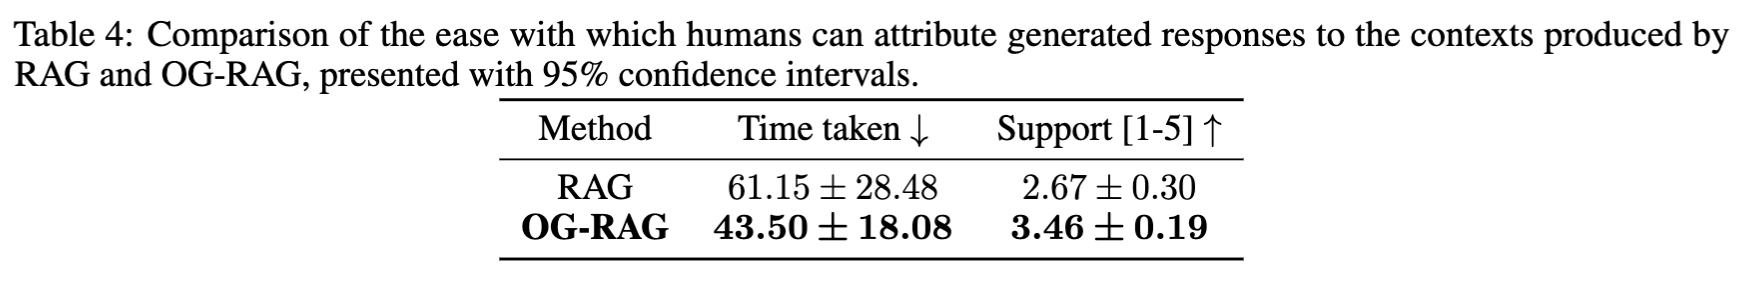 Table 4: Comparison of the ease with which humans can attribute generated responses to the contexts produced by
RAG and OG-RAG, presented with 95% confidence intervals.
Method Time taken ↓ Support [1-5] ↑
RAG 61.15 ± 28.48 2.67 ± 0.30
OG-RAG 43.50 ± 18.08 3.46 ± 0.19